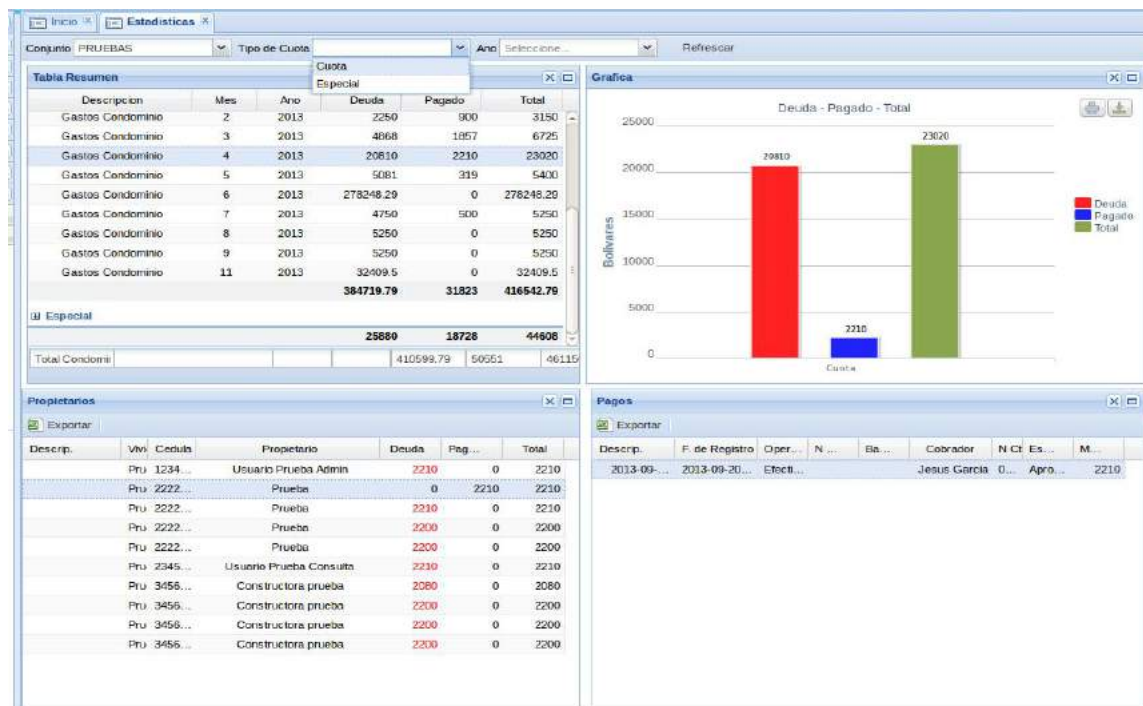 Inicio Estadisticas
Conjunto PRUEBAS Tipo de Cuota Ano Seleccione... Refrescar
Cuota
Especial
Tabla Resumen
Descripcion Mes Ano Deuda Pagado Total
Gastos Condominio 2 2013 2250 900 3150
Gastos Condominio 3 2013 4868 1857 6725
Gastos Condominio 4 2013 20810 2210 23020
Gastos Condominio 5 2013 5081 319 5400
Gastos Condominio 6 2013 278248.29 0 278248.29
Gastos Condominio 7 2013 4750 500 5250
Gastos Condominio 8 2013 5250 0 5250
Gastos Condominio 9 2013 5250 0 5250
Gastos Condominio 11 2013 32409.5 0 32409.5
384719.79 31823 416542.79
Especial
25880 18728 44608
Total Condomi 410599.79 50551 46115
Grafica
Deuda - Pagado - Total
25000
20000
15000
10000
5000
0
Bolivares
20810
2210
23020
Cuota
Deuda
Pagado
Total
Propietarios
Exportar
Descrip. Vivi Cedula Propietario Deuda Pag... Total
Pru 1234... Usuario Prueba Admin 2210 0 2210
Pru 2222... Prueba 0 2210 2210
Pru 2222... Prueba 2210 0 2210
Pru 2222... Prueba 2200 0 2200
Pru 2222... Prueba 2200 0 2200
Pru 2345... Usuario Prueba Consulta 2210 0 2210
Pru 3456... Constructora prueba 2080 0 2080
Pru 3456... Constructora prueba 2200 0 2200
Pru 3456... Constructora prueba 2200 0 2200
Pru 3456... Constructora prueba 2200 0 2200
Pagos
Exportar
Descrip. F. de Registro Oper... N ... Ba... Cobrador N Ct Es... M...
2013-09-... 2013-09-20... Efecti... Jesus Garcia 0... Apro... 2210